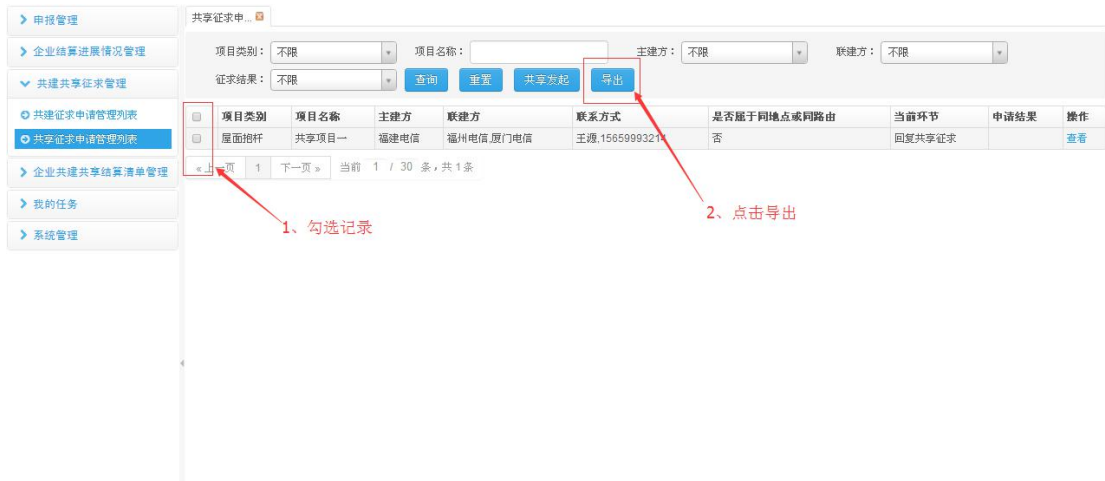 申报管理
企业结算进展情况管理
共建共享征求管理
共建征求申请管理列表
共享征求申请管理列表
企业共建共享结算清单管理
我的任务
系统管理
共享征求申...
项目类别： 不限 项目名称： 主建方： 不限 联建方： 不限
征求结果： 不限 查询 重置 共享发起 导出
项目类别 项目名称 主建方 联建方 联系方式 是否属于同地点或同路由 当前环节 申请结果 操作
屋面抱杆 共享项目一 福建电信 福州电信,厦门电信 王源,15659993214 否 回复共享征求 查看
«上一页 1 下一页» 当前 1 / 30 条，共1条
1、勾选记录
2、点击导出